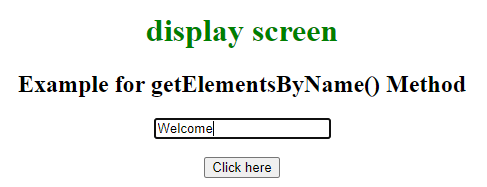 display screen
Example for getElementsByName() Method
Welcome
Click here